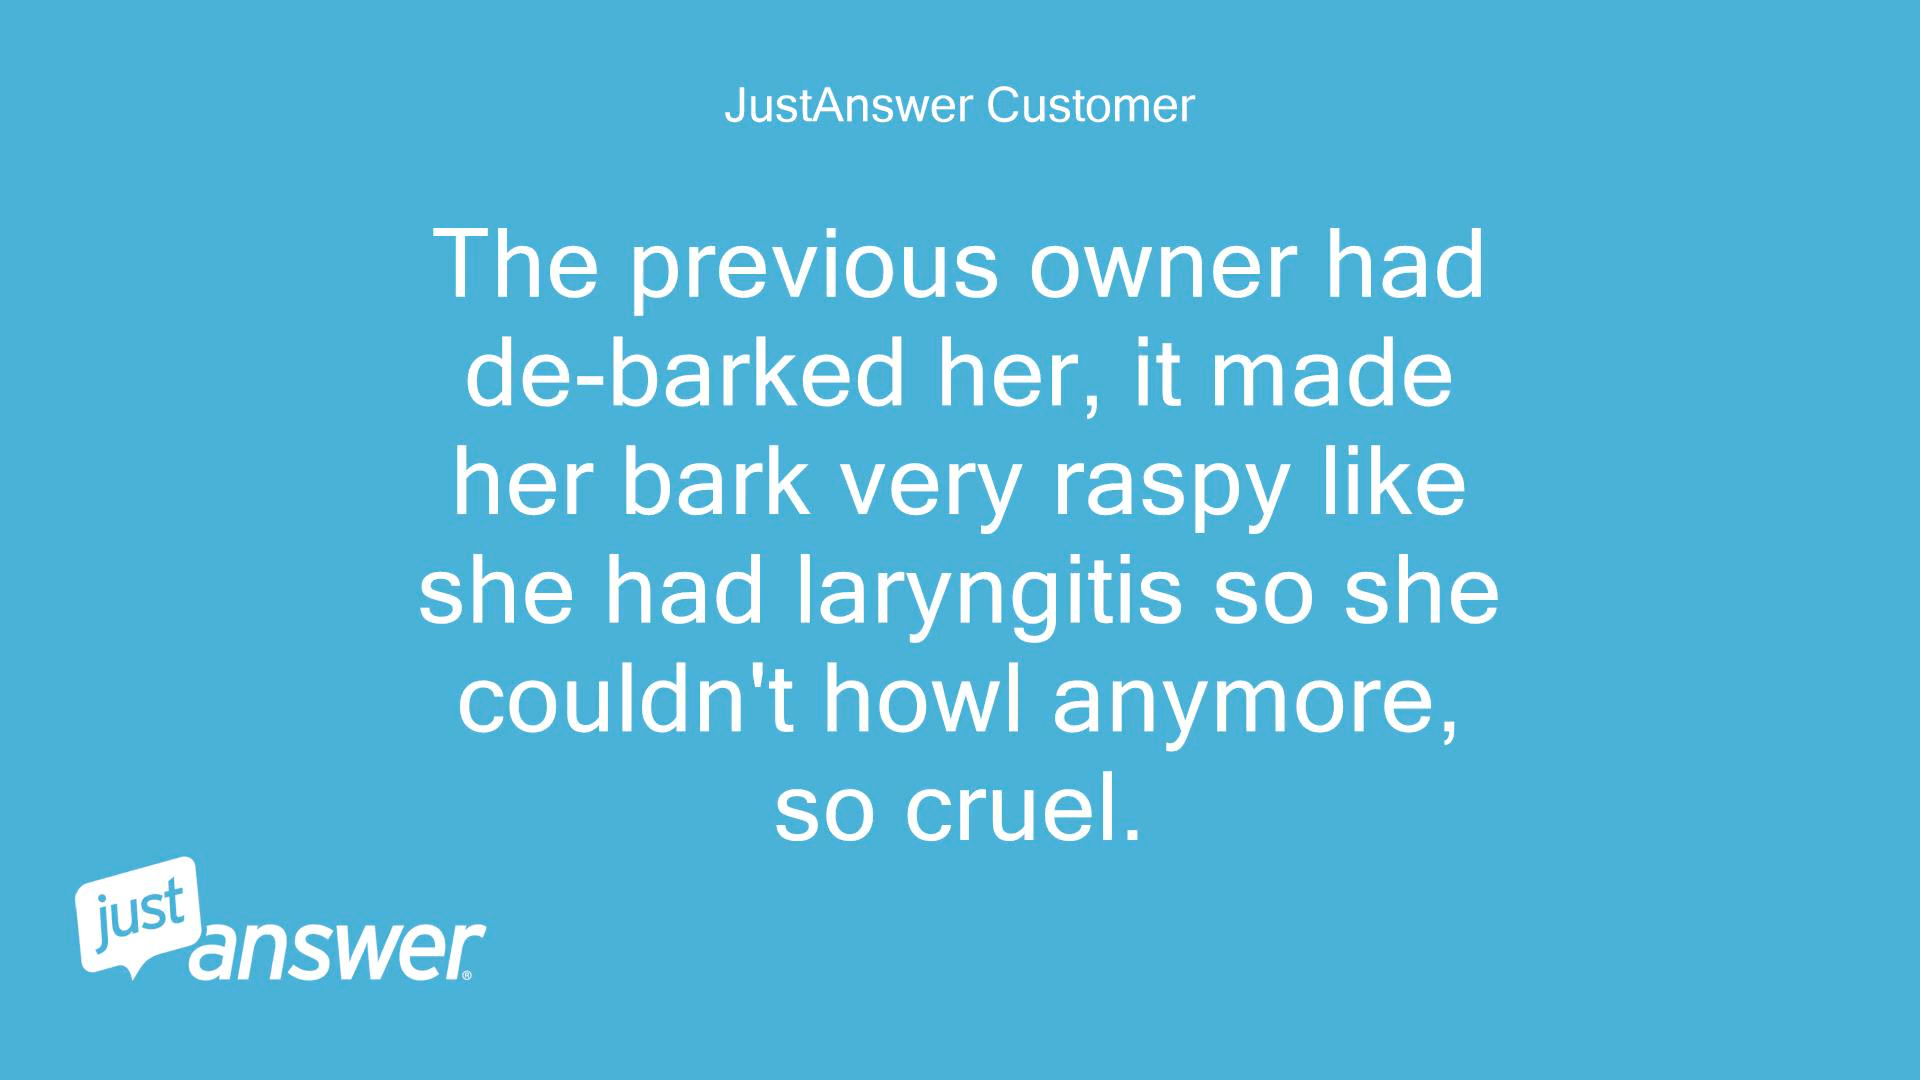 JustAnswer Customer
The previous owner had
de-barked her, it made
her bark very raspy like
she had laryngitis so she
couldn't howl anymore,
so cruel.
just
answer®